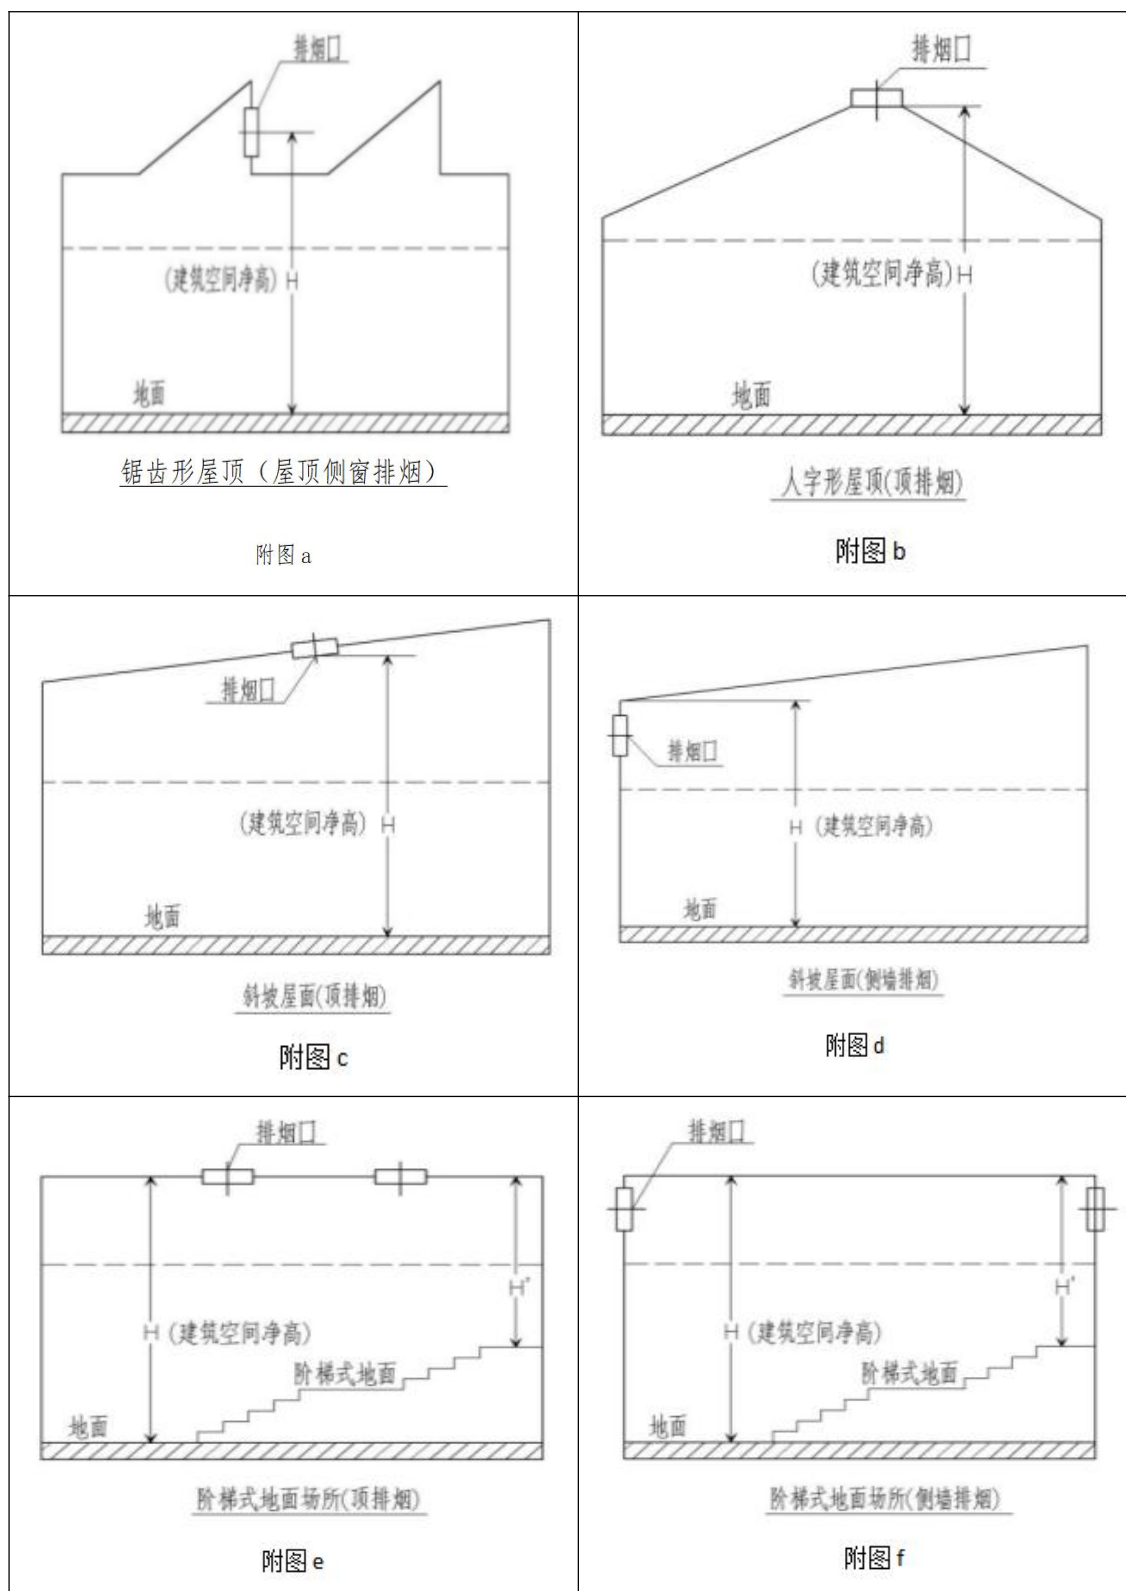 排烟口
(建筑空间净高) H
地面
锯齿形屋顶（屋顶侧窗排烟）
附图 a
排烟口
(建筑空间净高) H
地面
人字形屋顶(顶排烟)
附图 b
排烟口
(建筑空间净高) H
地面
斜坡屋面(顶排烟)
附图 c
排烟口
H (建筑空间净高)
地面
斜坡屋面(侧墙排烟)
附图 d
排烟口
H'
H (建筑空间净高)
阶梯式地面
地面
阶梯式地面场所(顶排烟)
附图 e
排烟口
H'
H (建筑空间净高)
阶梯式地面
地面
阶梯式地面场所(侧墙排烟)
附图 f